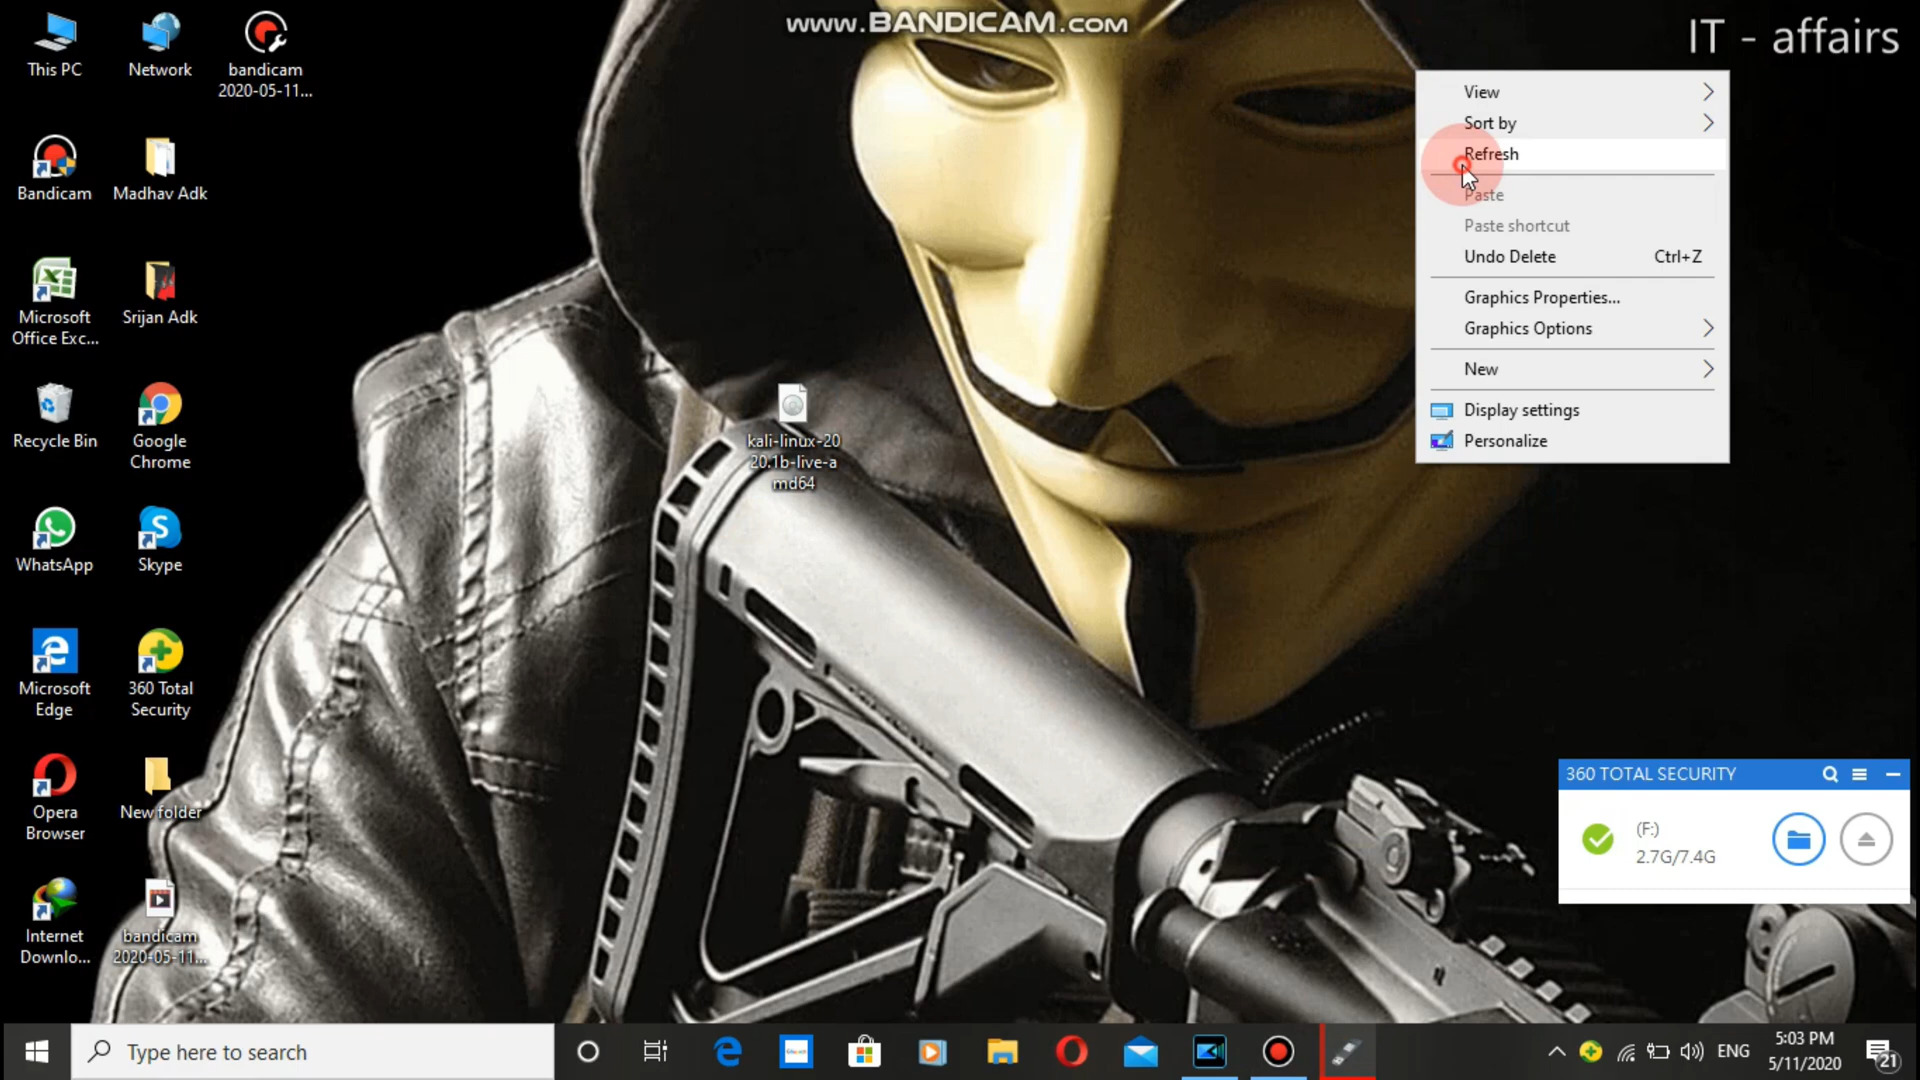 www.BANDICAM.com
IT - affairs
This PC
Network
bandicam
2020-05-11...
Bandicam
Madhav Adk
Microsoft
Office Exc...
Srijan Adk
Recycle Bin
Google
Chrome
WhatsApp
Skype
Microsoft
Edge
360 Total
Security
Opera
Browser
New folder
Internet
Downlo...
bandicam
2020-05-11...
kali-linux-20
20.1b-live-a
md64
View
Sort by
Refresh
Paste
Paste shortcut
Undo Delete Ctrl+Z
Graphics Properties...
Graphics Options
New
Display settings
Personalize
360 TOTAL SECURITY
(F:)
2.7G/7.4G
Type here to search
ENG
5:03 PM
5/11/2020
21